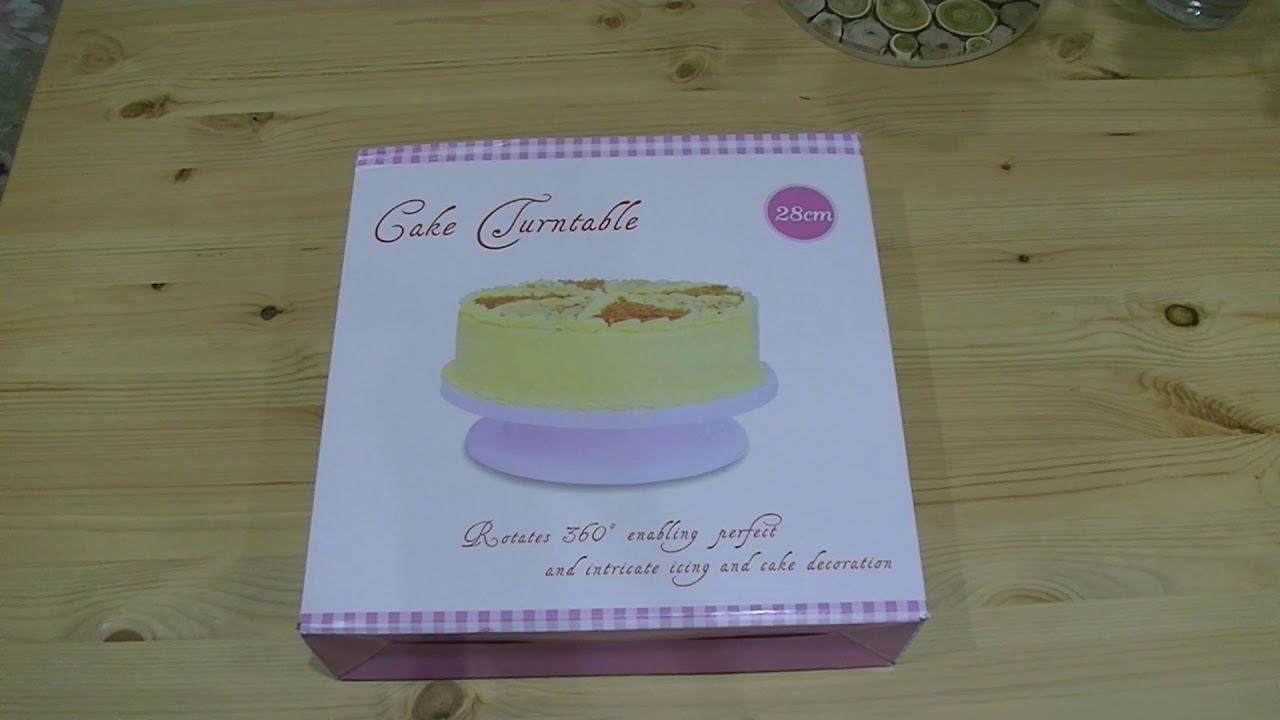 Cake Turntable
28cm
Rotates 360° enabling perfect
and intricate icing and cake decoration